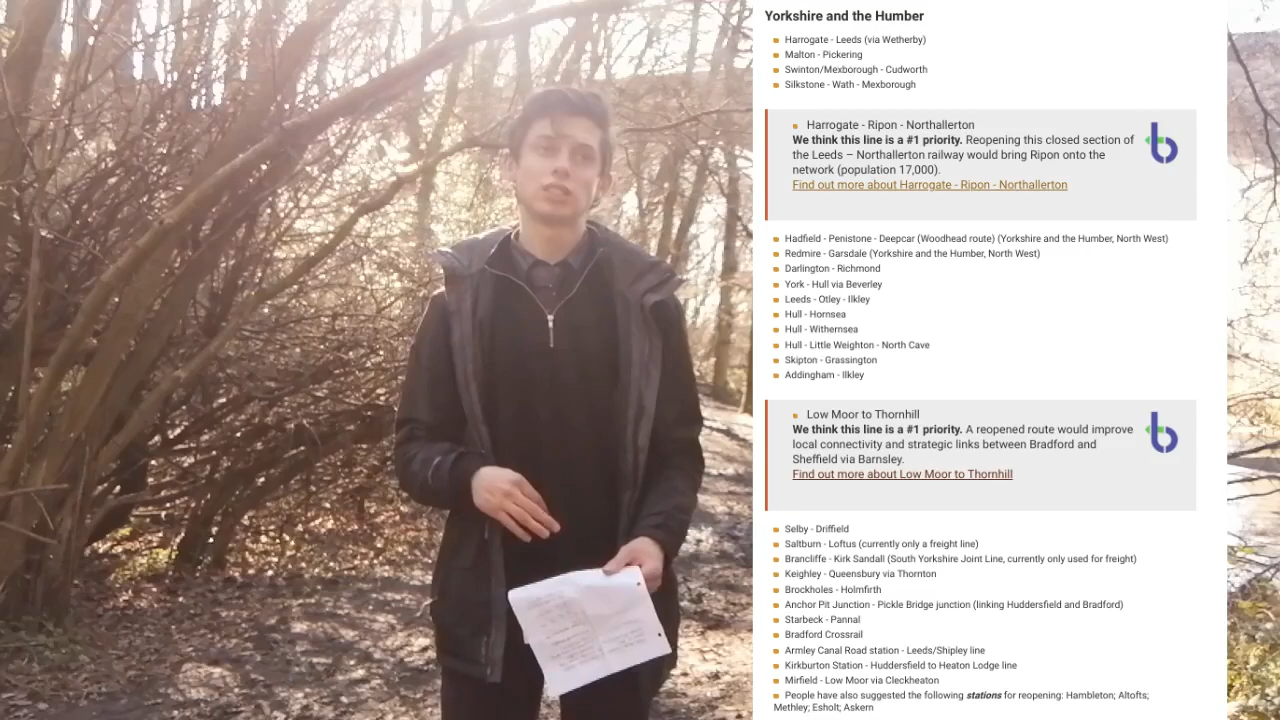 Yorkshire and the Humber
Harrogate - Leeds (via Wetherby)
Malton - Pickering
Swinton/Mexborough - Cudworth
Silkstone - Wath - Mexborough
Harrogate - Ripon - Northallerton
We think this line is a #1 priority. Reopening this closed section of
the Leeds – Northallerton railway would bring Ripon onto the
network (population 17,000).
Find out more about Harrogate - Ripon - Northallerton
Hadfield - Penistone - Deepcar (Woodhead route) (Yorkshire and the Humber, North West)
Redmire - Garsdale (Yorkshire and the Humber, North West)
Darlington - Richmond
York - Hull via Beverley
Leeds - Otley - Ilkley
Hull - Hornsea
Hull - Withernsea
Hull - Little Weighton - North Cave
Skipton - Grassington
Addingham - Ilkley
Low Moor to Thornhill
We think this line is a #1 priority. A reopened route would improve
local connectivity and strategic links between Bradford and
Sheffield via Barnsley.
Find out more about Low Moor to Thornhill
Selby - Driffield
Saltburn - Loftus (currently only a freight line)
Brancliffe - Kirk Sandall (South Yorkshire Joint Line, currently only used for freight)
Keighley - Queensbury via Thornton
Brockholes - Holmfirth
Anchor Pit Junction - Pickle Bridge junction (linking Huddersfield and Bradford)
Starbeck - Pannal
Bradford Crossrail
Armley Canal Road station - Leeds/Shipley line
Kirkburton Station - Huddersfield to Heaton Lodge line
Mirfield - Low Moor via Cleckheaton
People have also suggested the following stations for reopening: Hambleton; Altofts;
Methley; Esholt; Askern